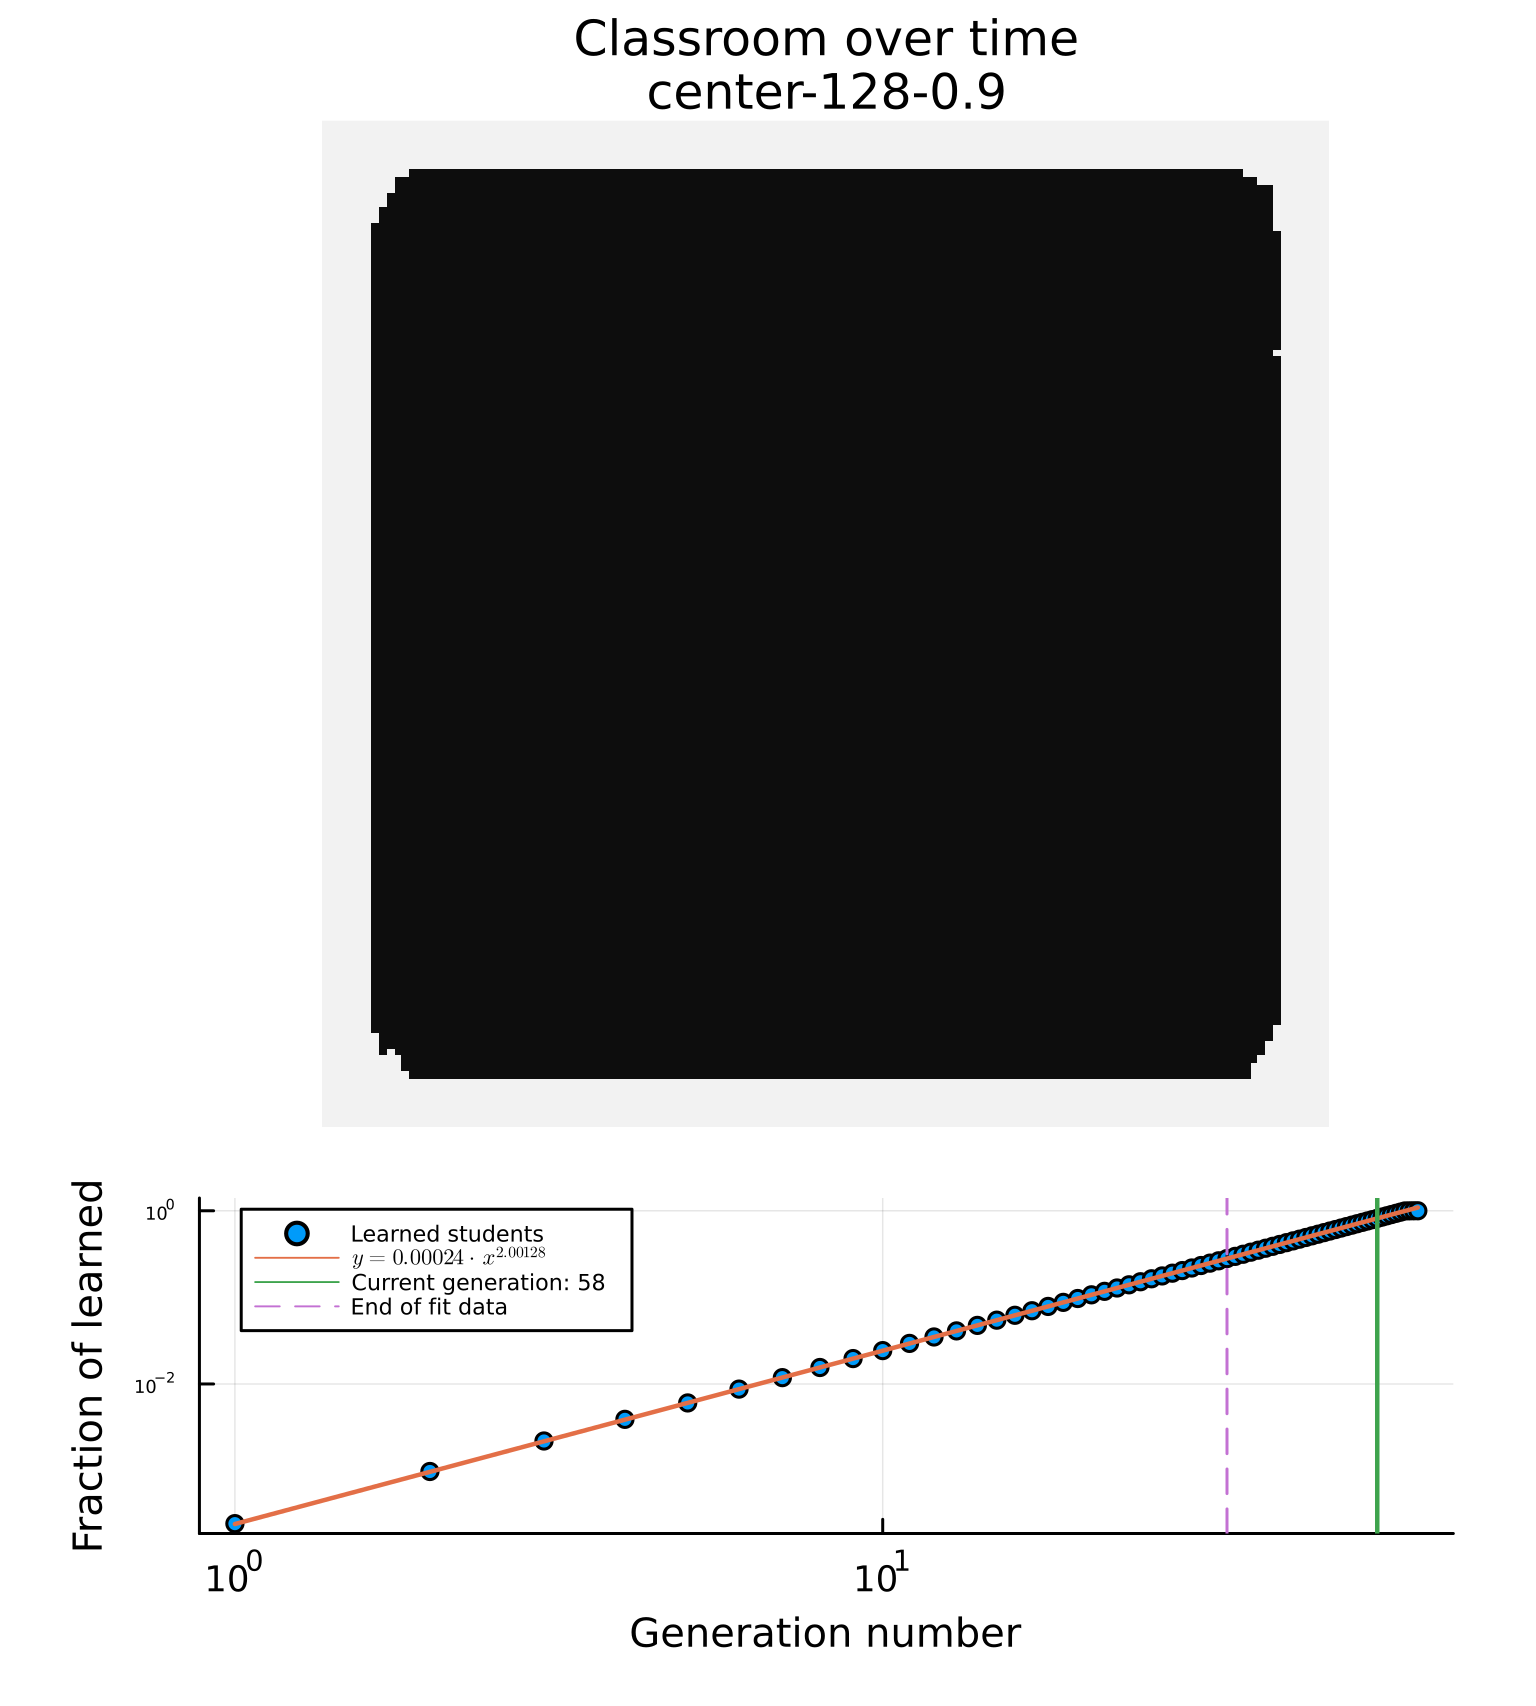 Classroom over time
center-128-0.9
Fraction of learned
10^0
10^-2
Learned students
y = 0.00024 · x^2.00128
Current generation: 58
End of fit data
10^0
10^1
Generation number